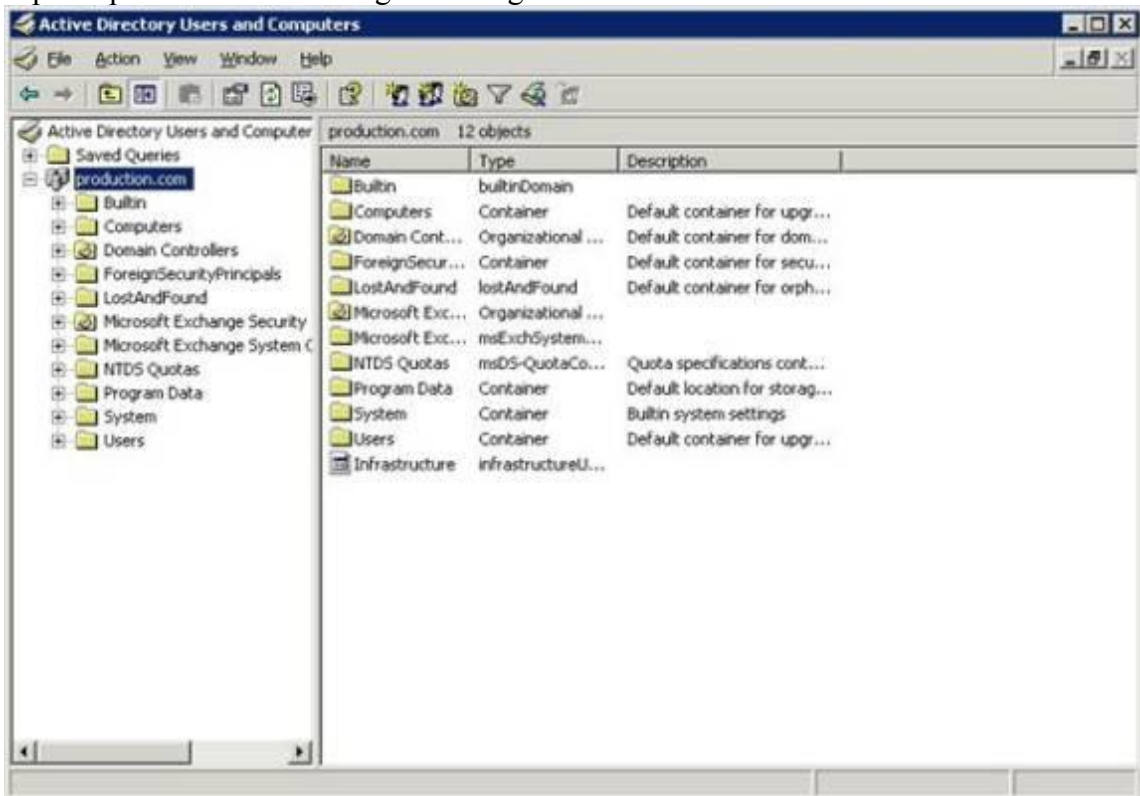 Active Directory Users and Computers
File Action View Window Help
Active Directory Users and Computer
Saved Queries
production.com
Builtin
Computers
Domain Controllers
ForeignSecurityPrincipals
LostAndFound
Microsoft Exchange Security
Microsoft Exchange System C
NTDS Quotas
Program Data
System
Users
production.com 12 objects
Name Type Description
Builtin builtinDomain
Computers Container Default container for upgr...
Domain Cont... Organizational ... Default container for dom...
ForeignSecur... Container Default container for secu...
LostAndFound lostAndFound Default container for orph...
Microsoft Exc... Organizational ...
Microsoft Exc... msExchSystem...
NTDS Quotas msDS-QuotaCo... Quota specifications cont...
Program Data Container Default location for storag...
System Container Builtin system settings
Users Container Default container for upgr...
Infrastructure infrastructureU...